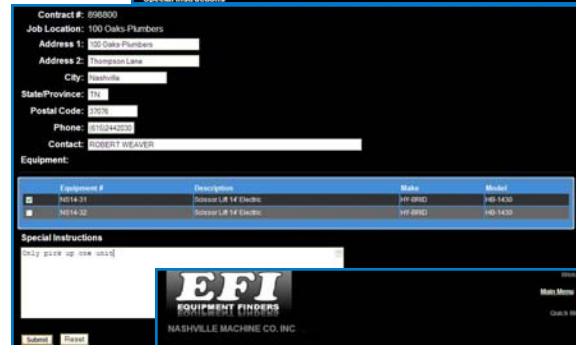 Special Instructions
Contract #: 898800
Job Location: 100 Oaks-Plumbers
Address 1: 100 Oaks-Plumbers
Address 2: Thompson Lane
City: Nashville
State/Province: TN
Postal Code: 37076
Phone: (615)2442030
Contact: ROBERT WEAVER
Equipment:
Equipment # Description Make Model
NS14-31 Scissor Lift 14' Electric HY-BRID HB-1430
NS14-32 Scissor Lift 14' Electric HY-BRID HB-1430
Special Instructions
Only pick up one unit
Submit Reset
EFI
EQUIPMENT FINDERS
NASHVILLE MACHINE CO. INC
Main Menu